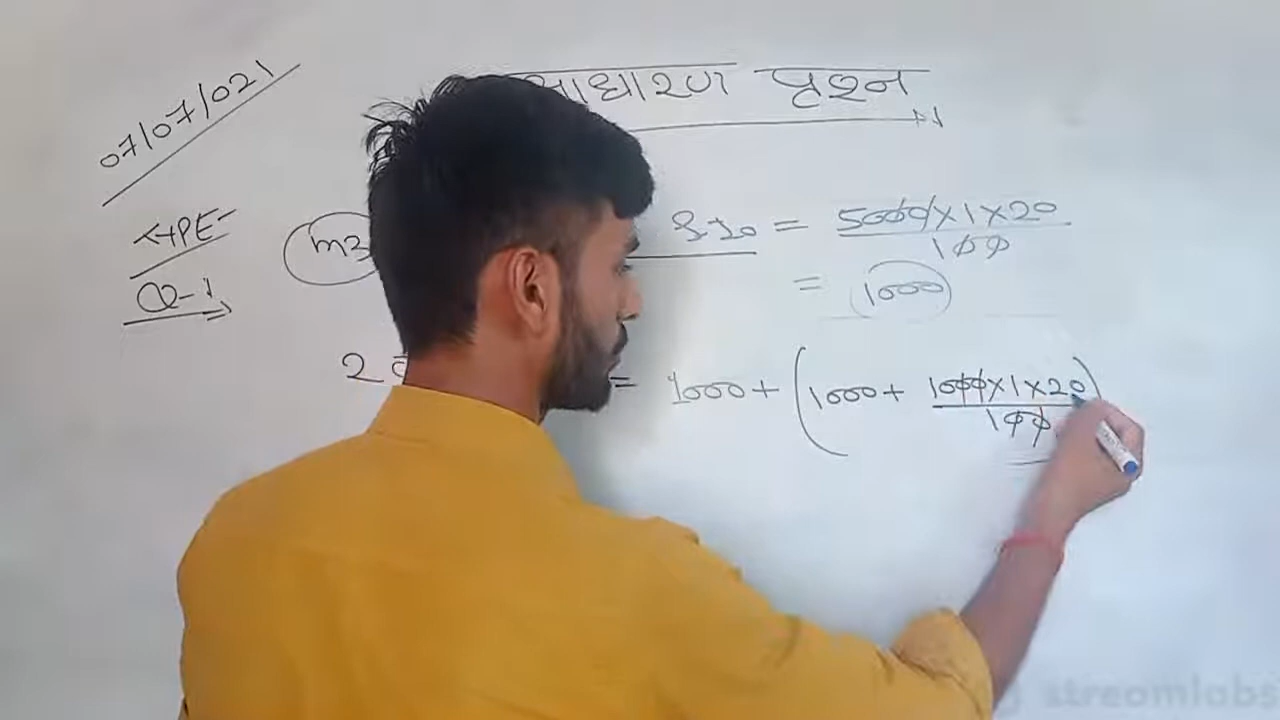 07/07/021
साधारण प्रश्न
TYPE-
Q-1
= 5000×1×20
100
= 1000
2 = 1000+(1000+ 1000×1×20)
100
streamlabs